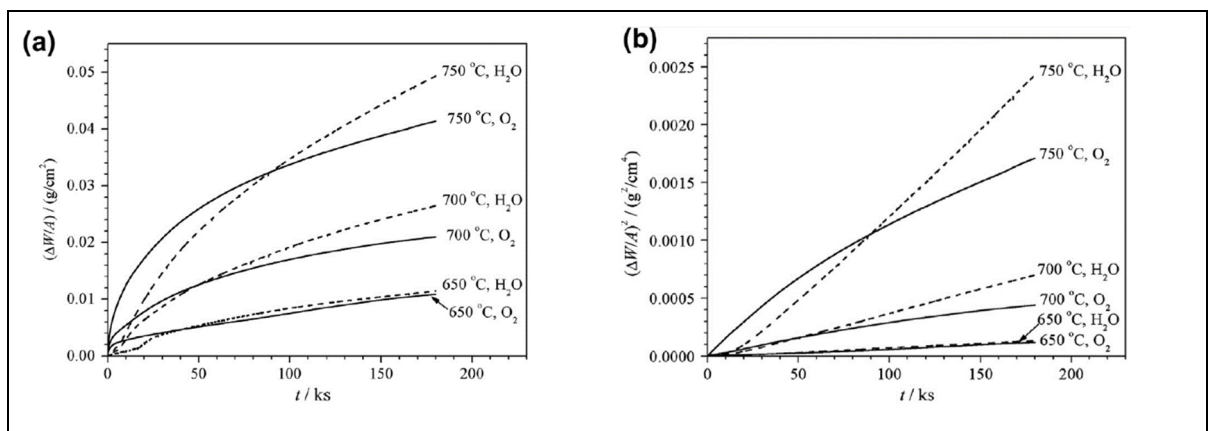 (a)
(ΔW/A) / (g/cm²)
0.05
0.04
0.03
0.02
0.01
0.00
750 °C, H₂O
750 °C, O₂
700 °C, H₂O
700 °C, O₂
650 °C, H₂O
650 °C, O₂
0 50 100 150 200
t / ks
(b)
(ΔW/A)² / (g²/cm⁴)
0.0025
0.0020
0.0015
0.0010
0.0005
0.0000
750 °C, H₂O
750 °C, O₂
700 °C, H₂O
700 °C, O₂
650 °C, H₂O
650 °C, O₂
0 50 100 150 200
t / ks